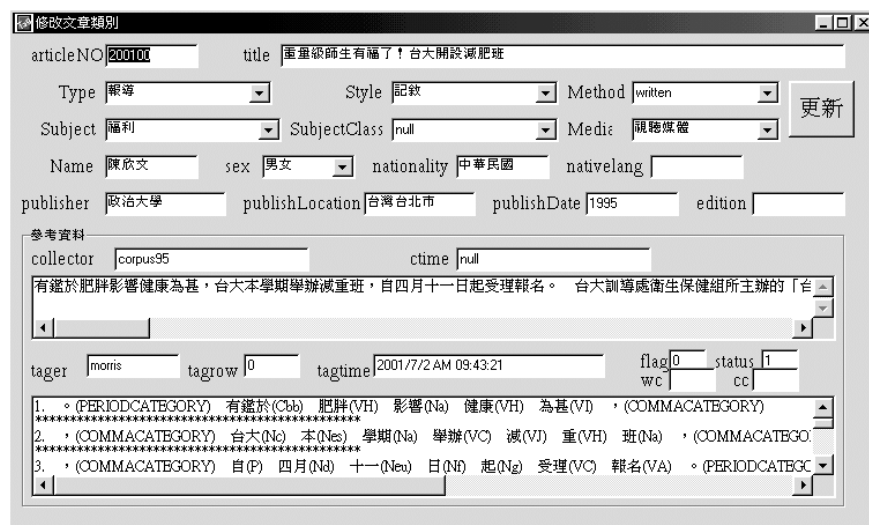 修改文章類別
articleNO 200100 title 重量級師生有福了！台大開設減肥班
Type 報導 Style 記敘 Method written
更新
Subject 福利 SubjectClass null Media 視聽媒體
Name 陳欣文 sex 男女 nationality 中華民國 nativelang
publisher 政治大學 publishLocation 台灣台北市 publishDate 1995 edition
參考資料
collector corpus95 ctime null
有鑑於肥胖影響健康為甚，台大本學期舉辦減重班，自四月十一日起受理報名。 台大訓導處衛生保健組所主辦的「台
tager morris tagrow 0 tagtime 2001/7/2 AM 09:43:21 flag 0 status 1
wc cc
1. 。(PERIODCATEGORY) 有鑑於(Cbb) 肥胖(VH) 影響(Na) 健康(VH) 為甚(VI) ，(COMMACATEGORY)
******************************************
2. ，(COMMACATEGORY) 台大(Nc) 本(Nes) 學期(Na) 舉辦(VC) 減(VJ) 重(VH) 班(Na) ，(COMMACATEGO
******************************************
3. ，(COMMACATEGORY) 自(P) 四月(Nd) 十一(Neu) 日(Nf) 起(Ng) 受理(VC) 報名(VA) 。(PERIODCATEGC